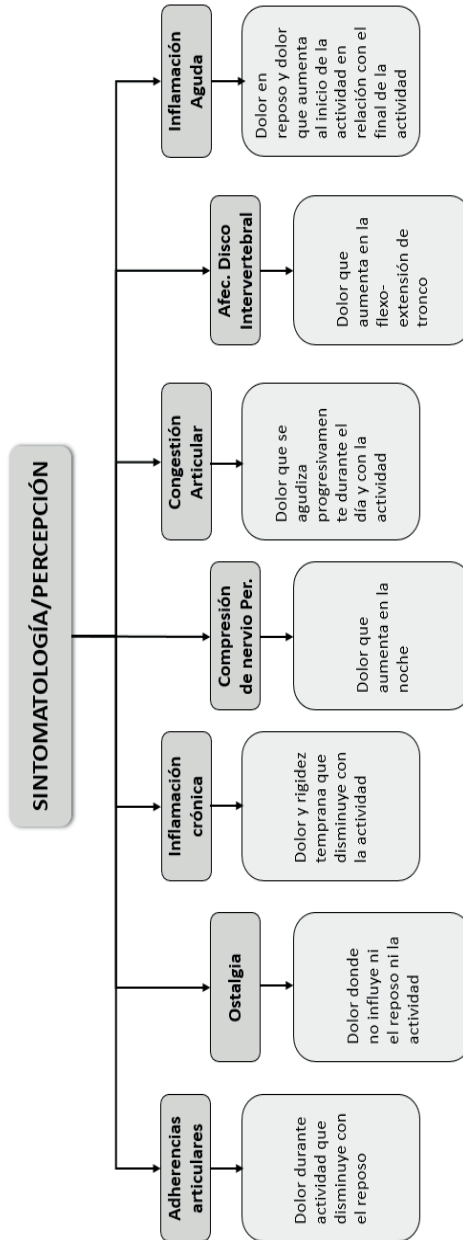 SINTOMATOLOGÍA/PERCEPCIÓN
Adherencias
articulares
Dolor durante
actividad que
disminuye con
el reposo
Ostalgia
Dolor donde
no influye ni
el reposo ni la
actividad
Inflamación
crónica
Dolor y rigidez
temprana que
disminuye con
la actividad
Compresión
de nervio Per.
Dolor que
aumenta en la
noche
Congestión
Articular
Dolor que se
agudiza
progresivamen
te durante el
día y con la
actividad
Afec. Disco
Intervertebral
Dolor que
aumenta en la
flexo-
extensión de
tronco
Inflamación
Aguda
Dolor en
reposo y dolor
que aumenta
al inicio de la
actividad en
relación con el
final de la
actividad